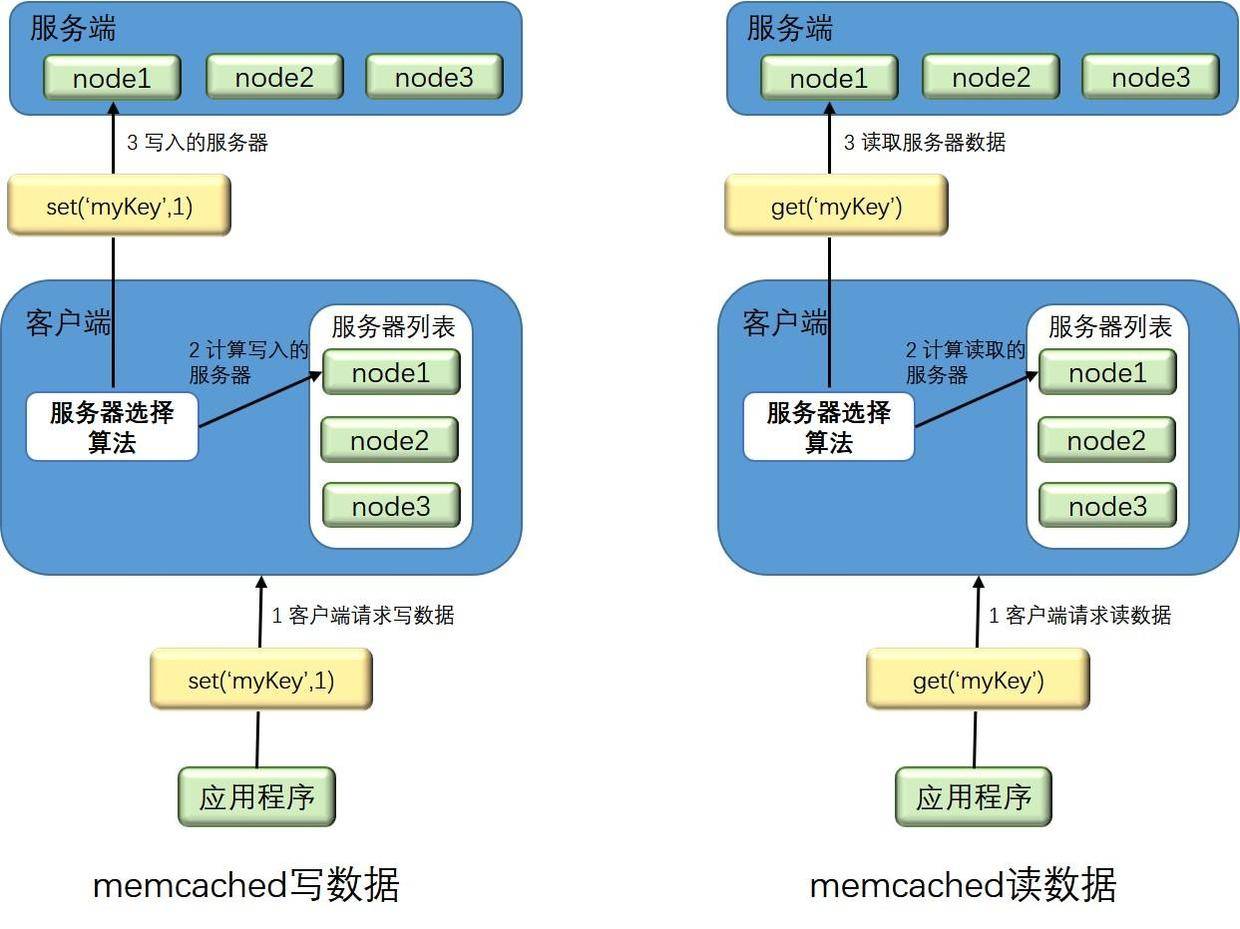 服务端
node1
node2
node3
3 写入的服务器
set(‘myKey’,1)
客户端
2 计算写入的
服务器
服务器列表
node1
node2
node3
服务器选择
算法
1 客户端请求写数据
set(‘myKey’,1)
应用程序
memcached写数据
服务端
node1
node2
node3
3 读取服务器数据
get(‘myKey’)
客户端
2 计算读取的
服务器
服务器列表
node1
node2
node3
服务器选择
算法
1 客户端请求读数据
get(‘myKey’)
应用程序
memcached读数据